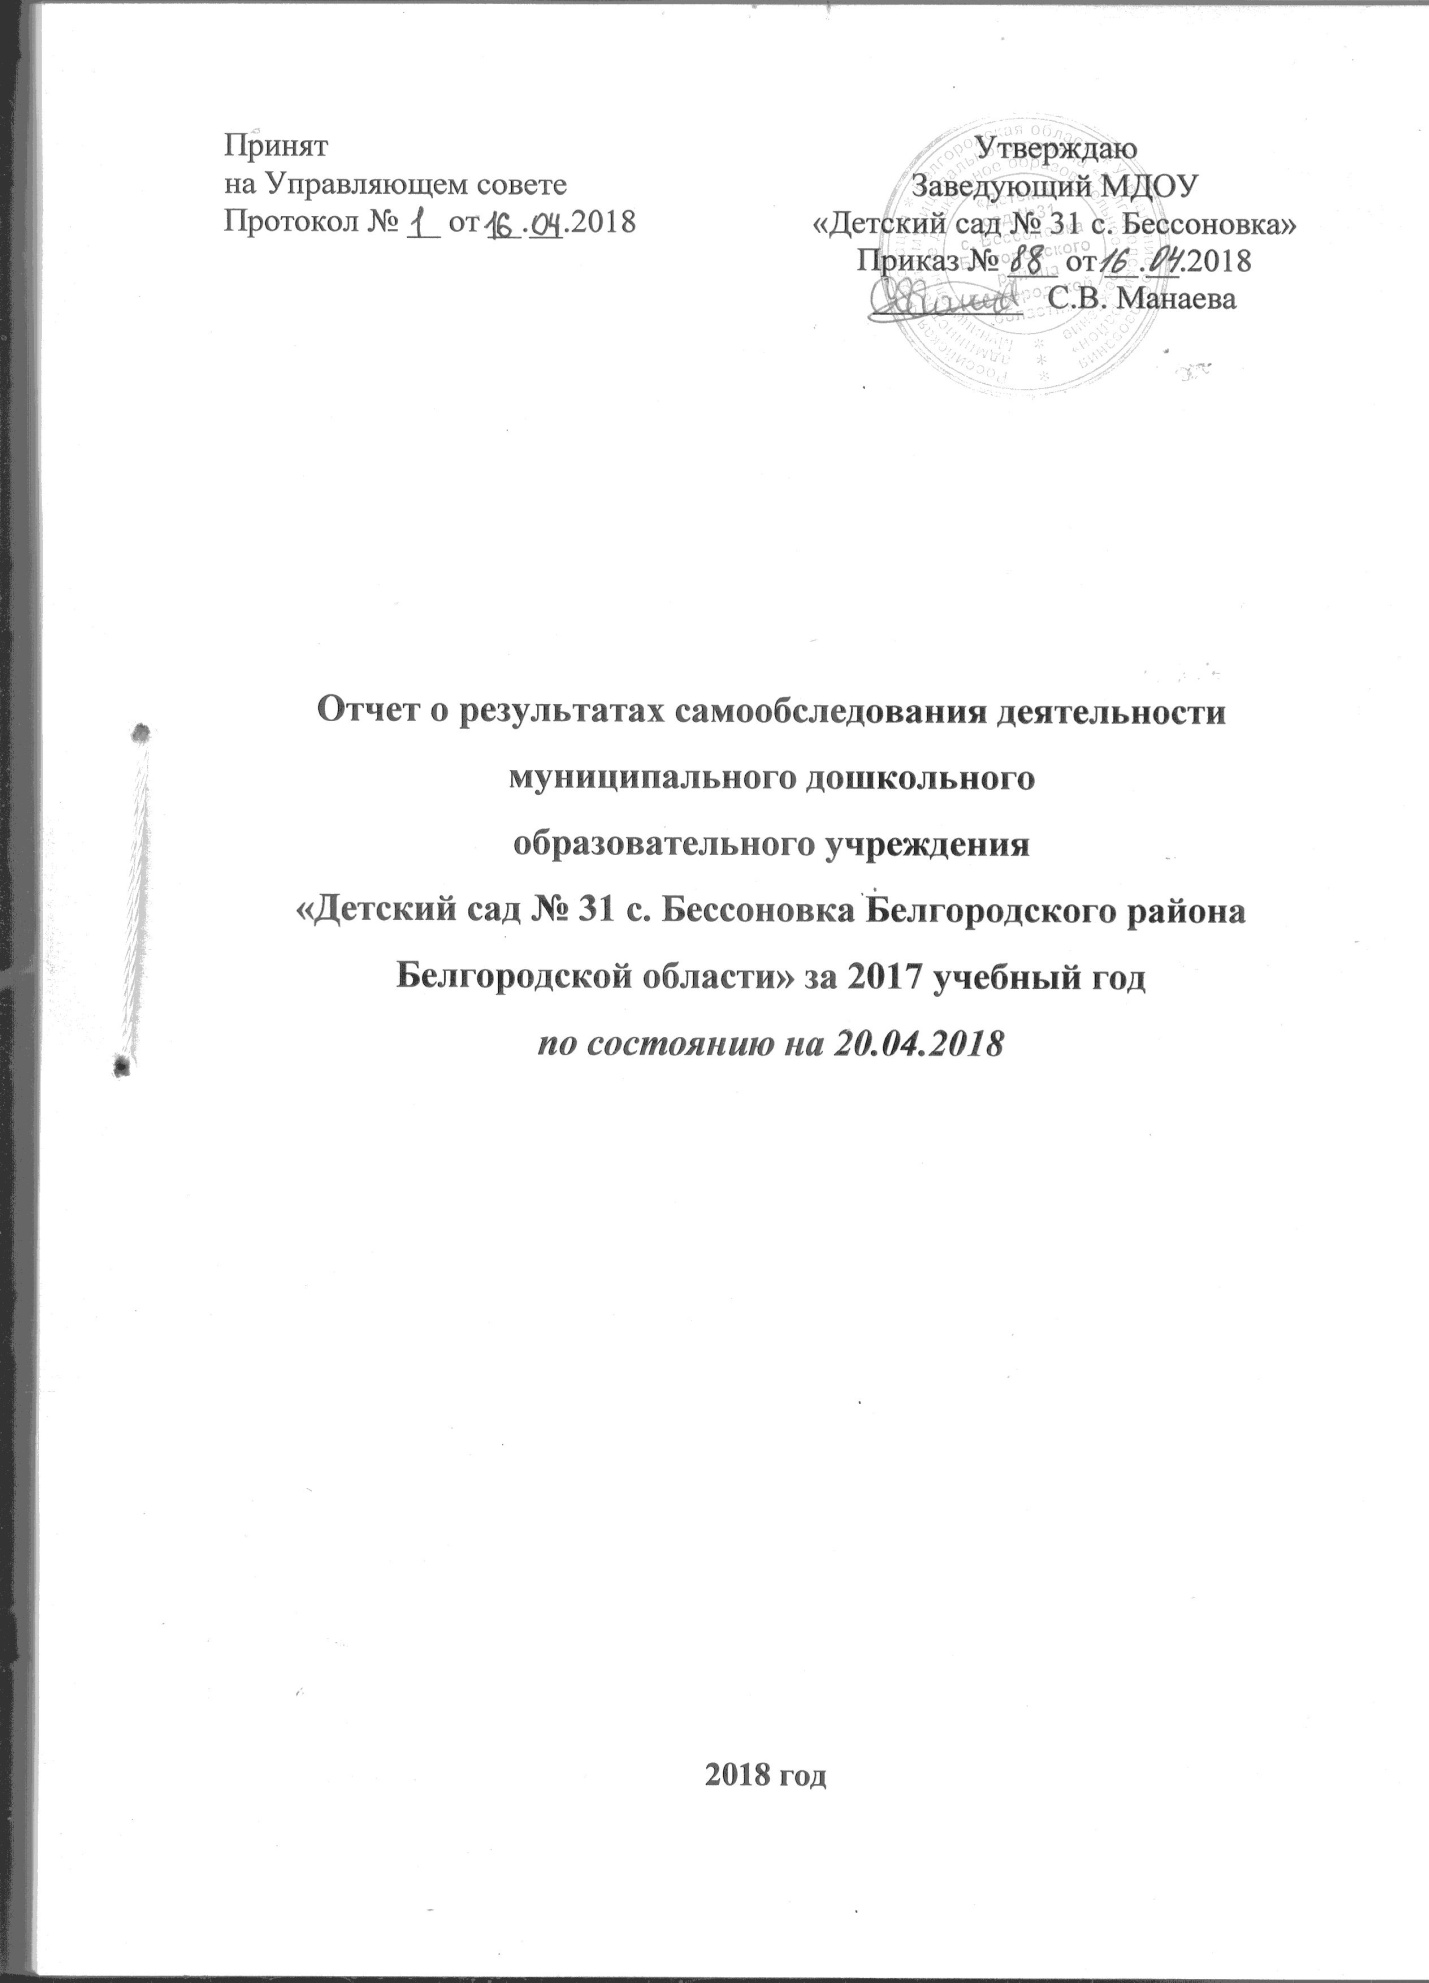 Принят
на Управляющем совете
Протокол № 1 от 16.04.2018
Утверждаю
Заведующий МДОУ
«Детский сад № 31 с. Бессоновка»
Приказ № 88 от 16.04.2018
С.В. Манаева
Отчет о результатах самообследования деятельности
муниципального дошкольного
образовательного учреждения
«Детский сад № 31 с. Бессоновка Белгородского района
Белгородской области» за 2017 учебный год
по состоянию на 20.04.2018
2018 год